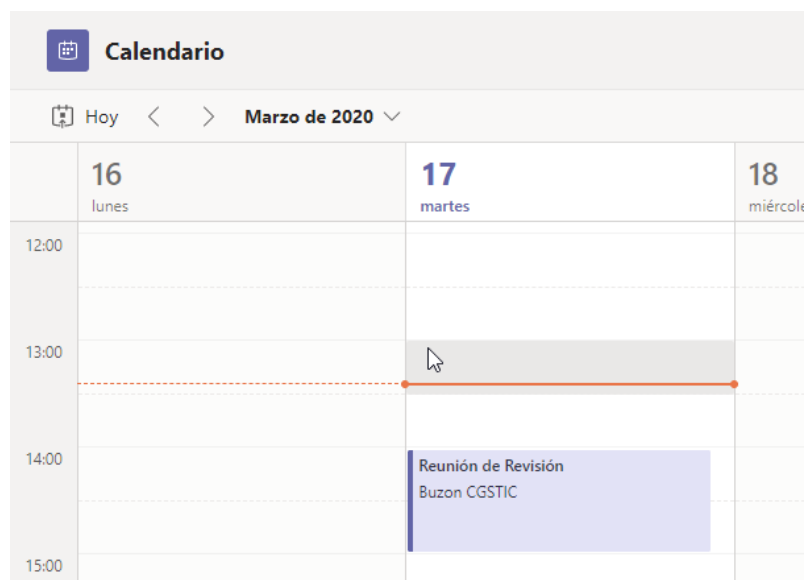 Calendario
Hoy Marzo de 2020
16 17 18
lunes martes
12:00
13:00
14:00
Reunión de Revisión
Buzon CGSTIC
15:00